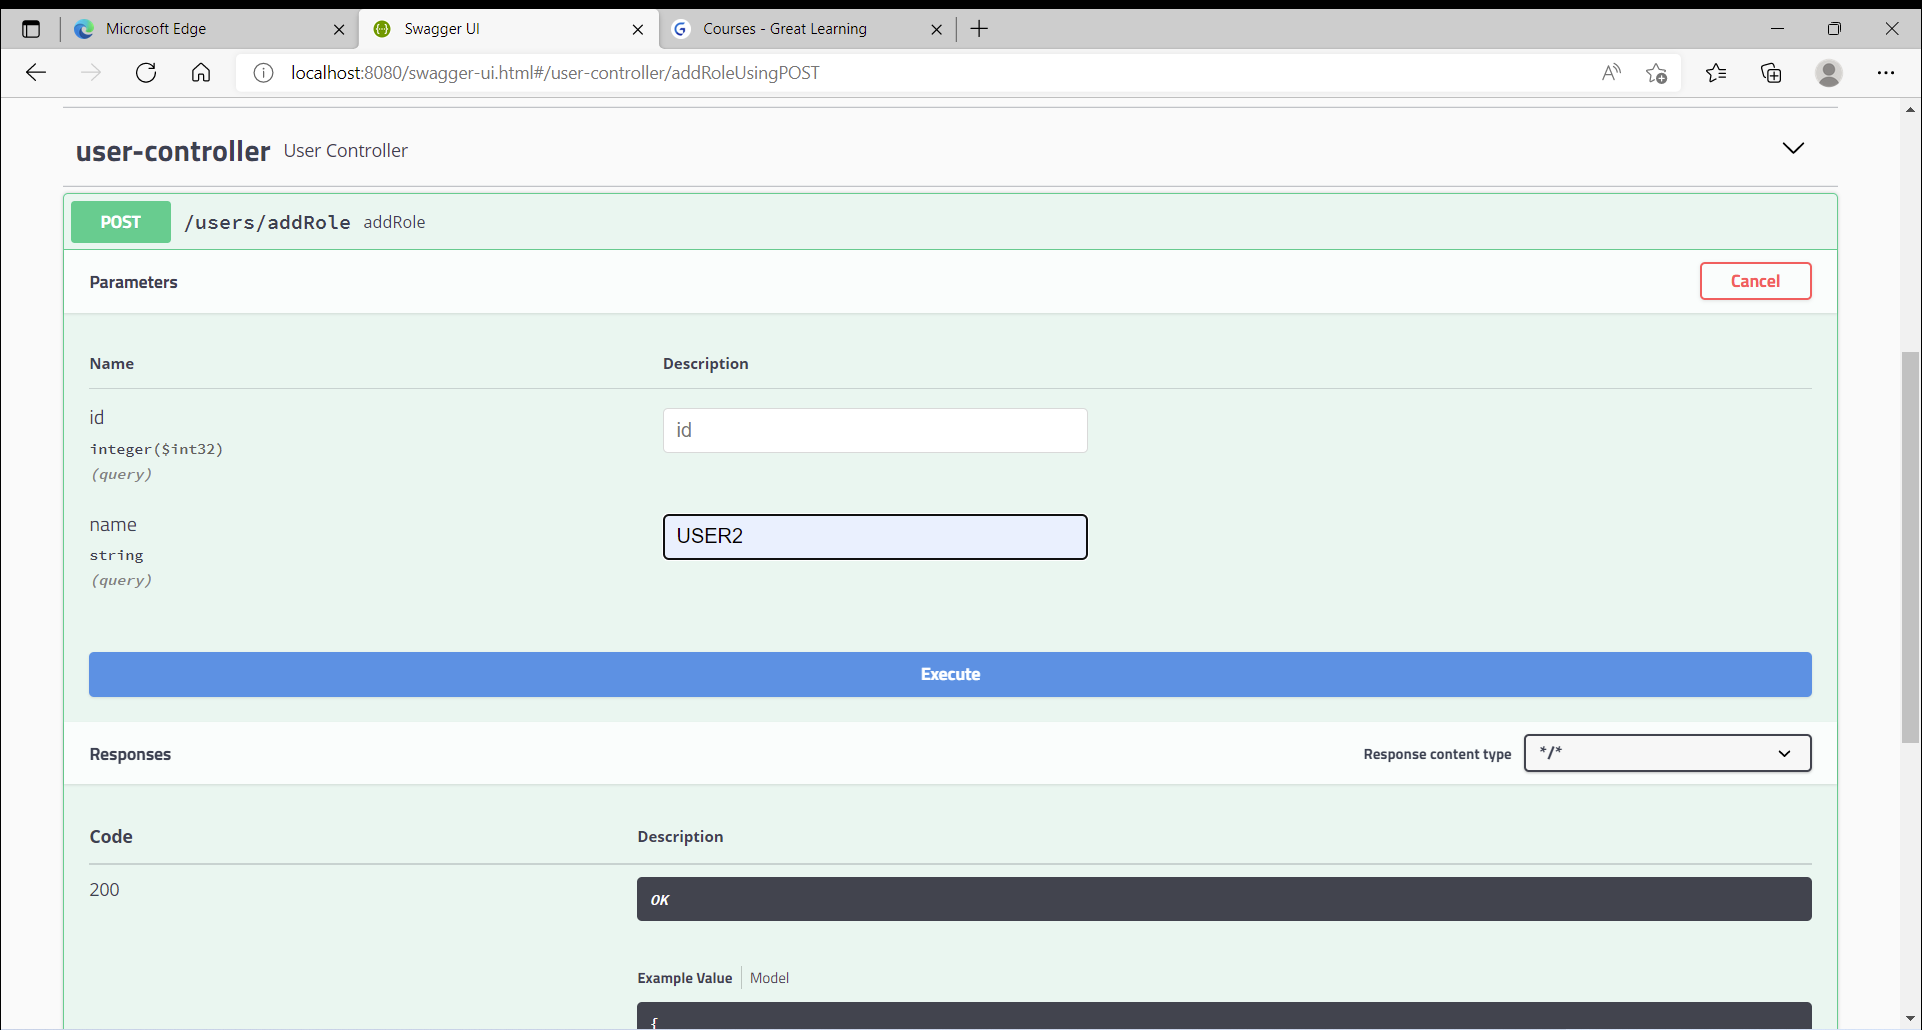 Microsoft Edge
Swagger UI
Courses - Great Learning
localhost:8080/swagger-ui.html#/user-controller/addRoleUsingPOST
user-controller User Controller
POST /users/addRole addRole
Parameters
Cancel
Name Description
id
integer($int32)
(query)
id
name
string
(query)
USER2
Execute
Responses
Response content type */*
Code Description
200
OK
Example Value Model
{